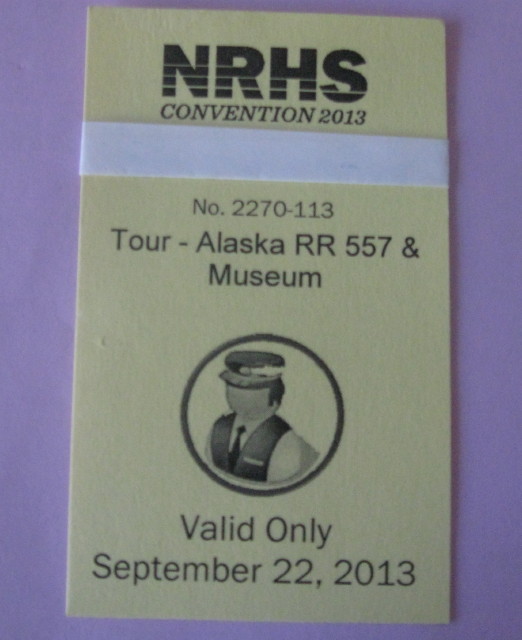 NRHS
CONVENTION 2013
No. 2270-113
Tour - Alaska RR 557 &
Museum
Valid Only
September 22, 2013